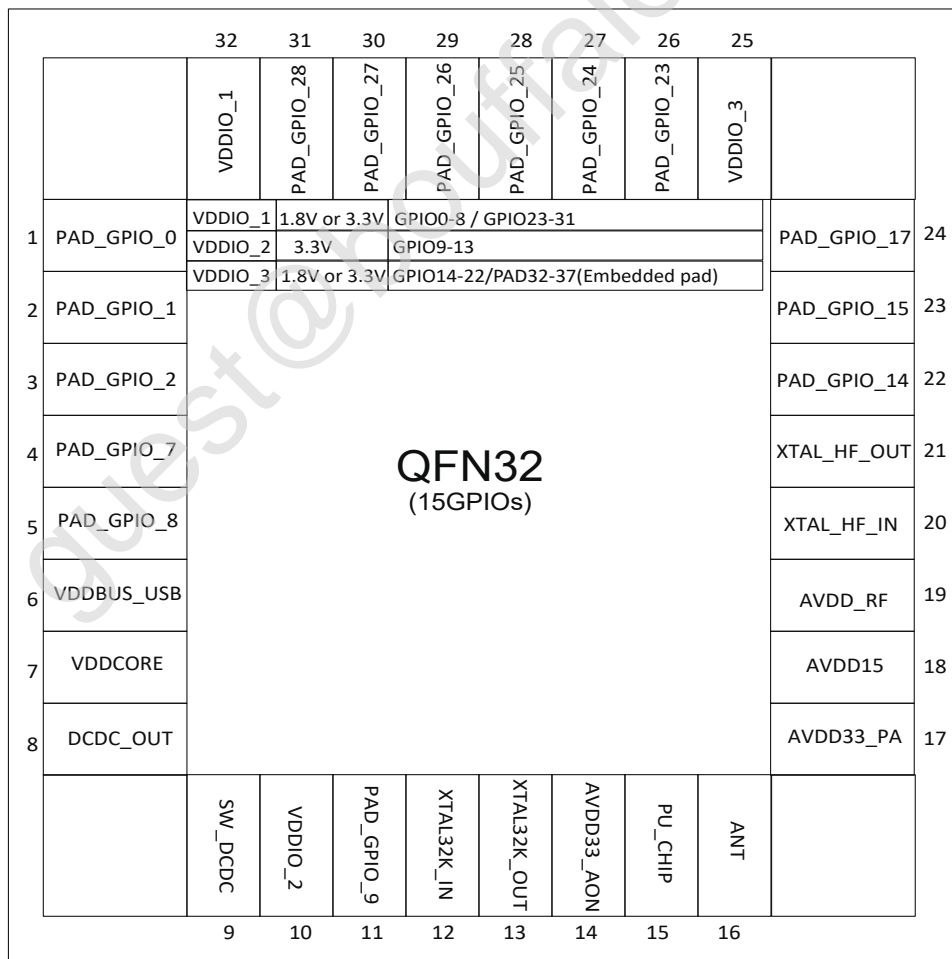 32 31 30 29 28 27 26 25
VDDIO_1
PAD_GPIO_28
PAD_GPIO_27
PAD_GPIO_26
PAD_GPIO_25
PAD_GPIO_24
PAD_GPIO_23
VDDIO_3
VDDIO_1 1.8V or 3.3V GPIO0-8 / GPIO23-31
VDDIO_2 3.3V GPIO9-13
VDDIO_3 1.8V or 3.3V GPIO14-22/PAD32-37(Embedded pad)
1 PAD_GPIO_0
2 PAD_GPIO_1
3 PAD_GPIO_2
4 PAD_GPIO_7
5 PAD_GPIO_8
6 VDDBUS_USB
7 VDDCORE
8 DCDC_OUT
QFN32
(15GPIOs)
PAD_GPIO_17 24
PAD_GPIO_15 23
PAD_GPIO_14 22
XTAL_HF_OUT 21
XTAL_HF_IN 20
AVDD_RF 19
AVDD15 18
AVDD33_PA 17
SW_DCDC
VDDIO_2
PAD_GPIO_9
XTAL32K_IN
XTAL32K_OUT
AVDD33_AON
PU_CHIP
ANT
9 10 11 12 13 14 15 16
guest@bouffalo